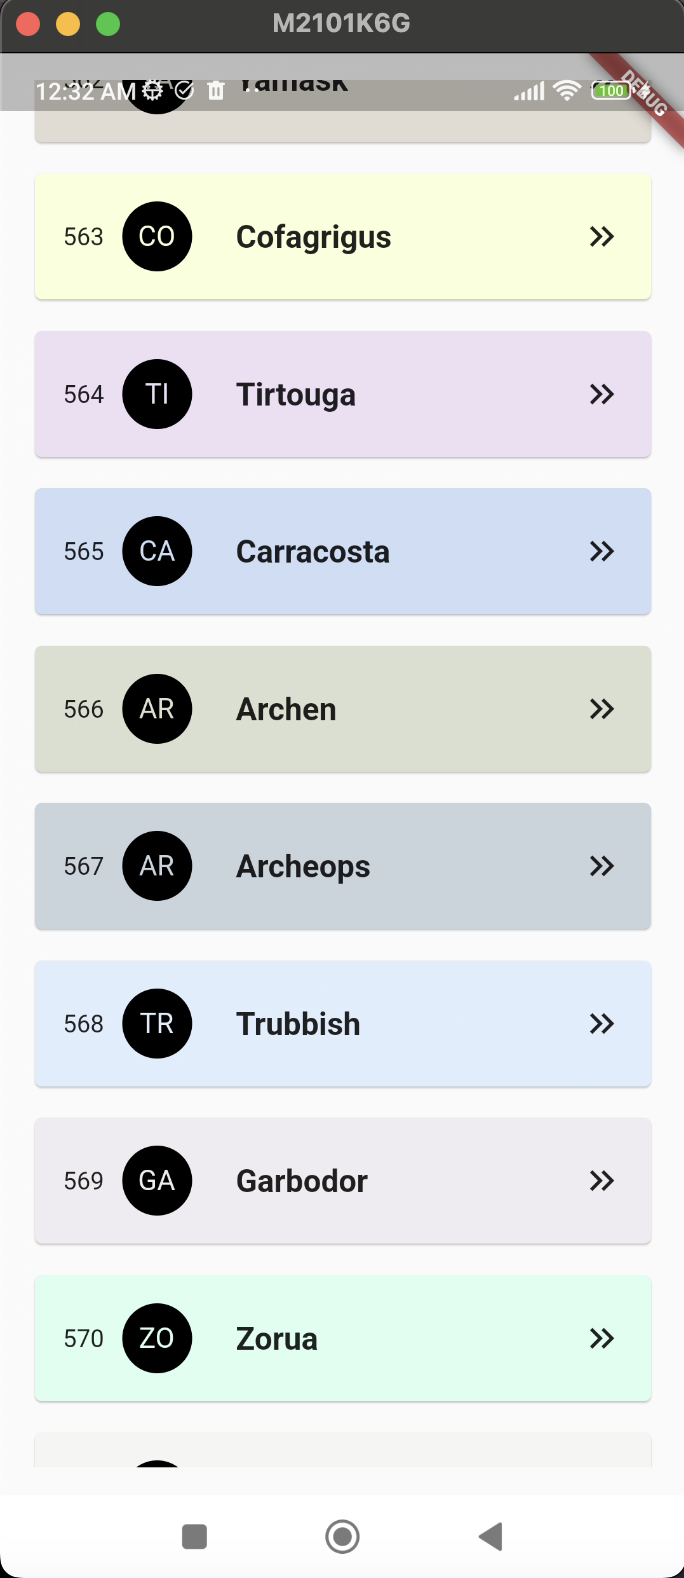 M2101K6G
Yamask
12:32 AM
100
DEBUG
563 CO Cofagrigus
564 TI Tirtouga
565 CA Carracosta
566 AR Archen
567 AR Archeops
568 TR Trubbish
569 GA Garbodor
570 ZO Zorua